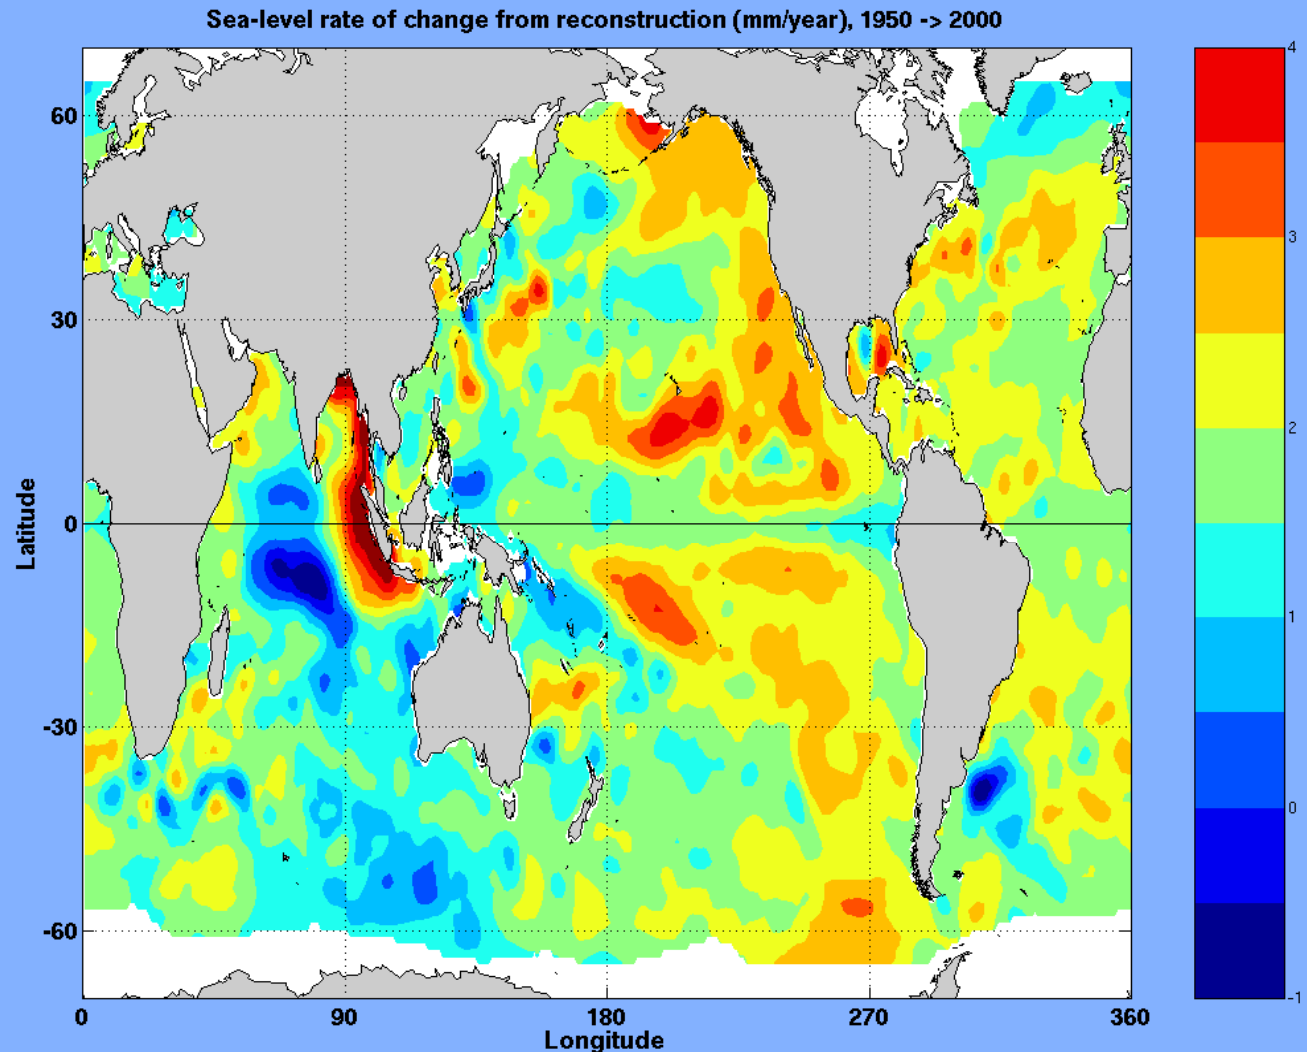 Sea-level rate of change from reconstruction (mm/year), 1950 -> 2000
60
30
0
-30
-60
Latitude
0 90 180 270 360
Longitude
4
3
2
1
0
-1